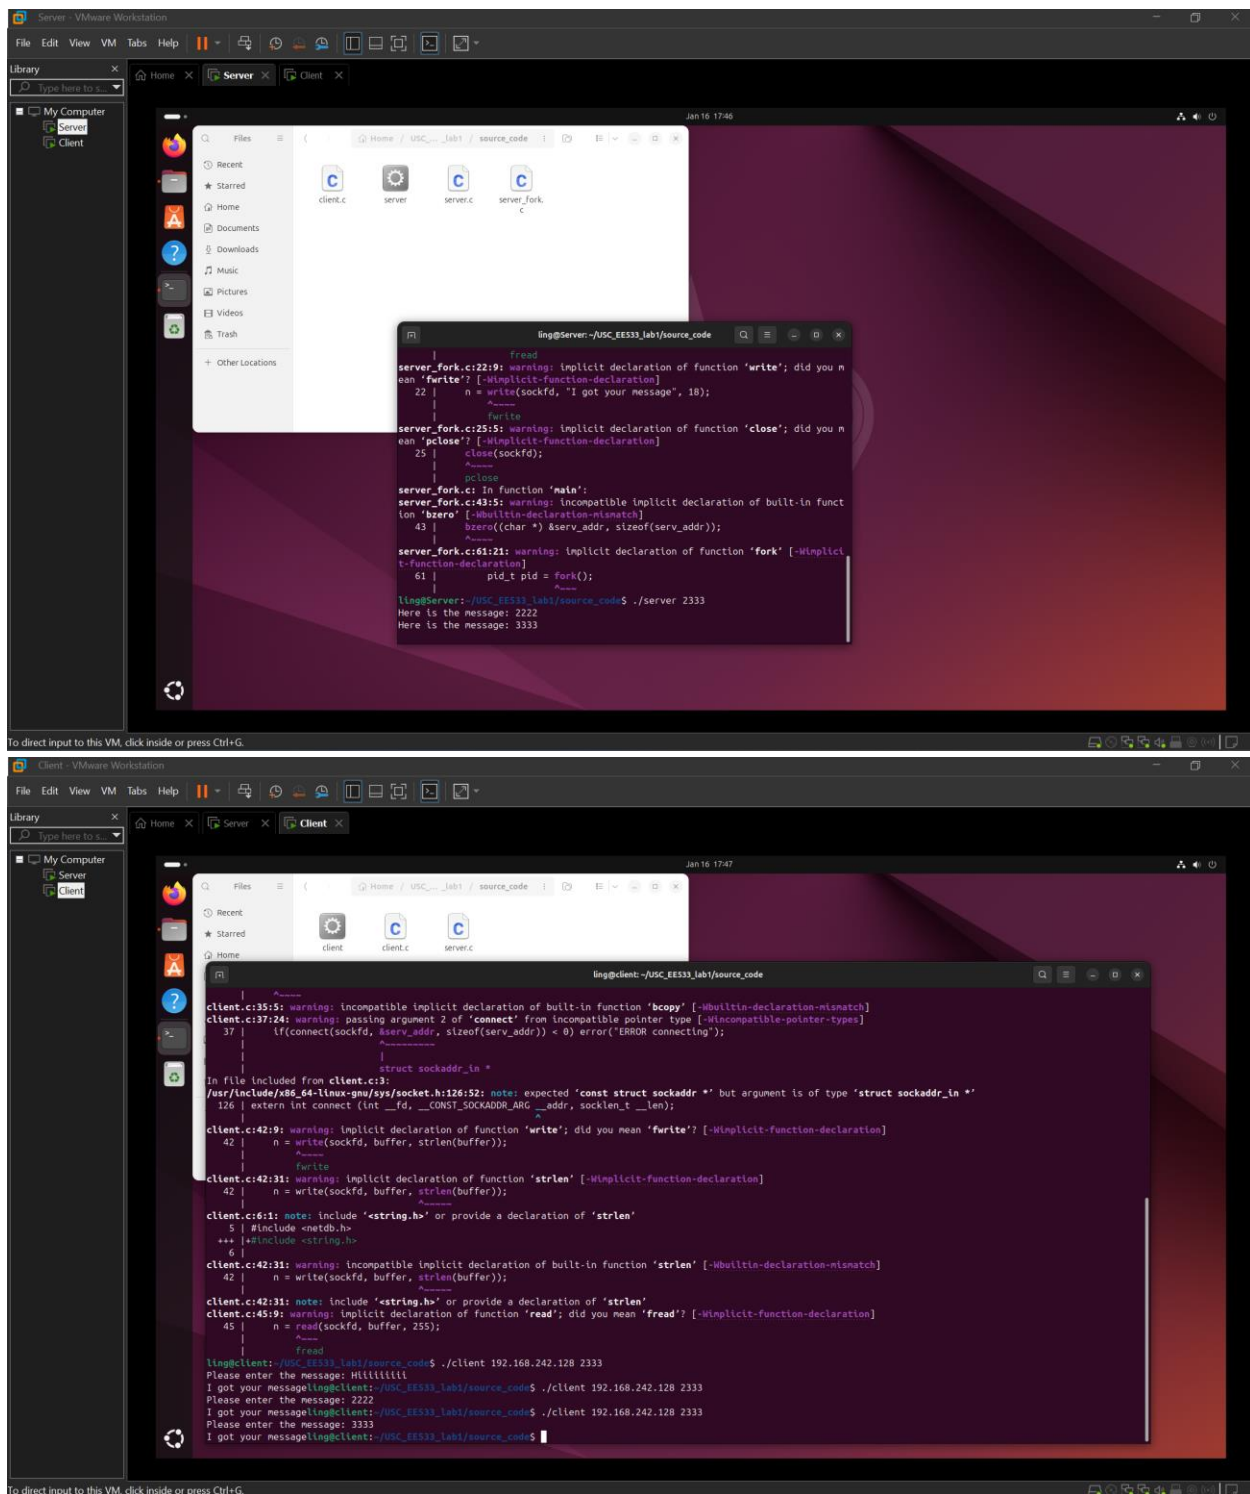 Server - VMware Workstation
File Edit View VM Tabs Help
Library
Type here to s...
Home
Server
Client
My Computer
Server
Client
Jan 16 17:46
Files
Home / USC_... _lab1 / source_code
Recent
Starred
Home
Documents
Downloads
Music
Pictures
Videos
Trash
+ Other Locations
client.c
server
server.c
server_fork.
c
ling@Server: ~/USC_EE533_lab1/source_code
| fread
server_fork.c:22:9: warning: implicit declaration of function ‘write’; did you m
ean ‘fwrite’? [-Wimplicit-function-declaration]
22 | n = write(sockfd, "I got your message", 18);
| ^~~~~
| fwrite
server_fork.c:25:5: warning: implicit declaration of function ‘close’; did you m
ean ‘pclose’? [-Wimplicit-function-declaration]
25 | close(sockfd);
| ^~~~~
| pclose
server_fork.c: In function ‘main’:
server_fork.c:43:5: warning: incompatible implicit declaration of built-in funct
ion ‘bzero’ [-Wbuiltin-declaration-mismatch]
43 | bzero((char *) &serv_addr, sizeof(serv_addr));
| ^~~~~
server_fork.c:61:21: warning: implicit declaration of function ‘fork’ [-Wimplici
t-function-declaration]
61 | pid_t pid = fork();
| ^~~~
ling@Server:~/USC_EE533_lab1/source_code$ ./server 2333
Here is the message: 2222
Here is the message: 3333
To direct input to this VM, click inside or press Ctrl+G.
Client - VMware Workstation
File Edit View VM Tabs Help
Library
Type here to s...
Home
Server
Client
My Computer
Server
Client
Jan 16 17:47
Files
Home / USC_... _lab1 / source_code
Recent
Starred
Home
client
client.c
server.c
ling@client: ~/USC_EE533_lab1/source_code
| ^~~~~
client.c:35:5: warning: incompatible implicit declaration of built-in function ‘bcopy’ [-Wbuiltin-declaration-mismatch]
client.c:37:24: warning: passing argument 2 of ‘connect’ from incompatible pointer type [-Wincompatible-pointer-types]
37 | if(connect(sockfd, &serv_addr, sizeof(serv_addr)) < 0) error("ERROR connecting");
| ^~~~~~~~~~
| |
| struct sockaddr_in *
In file included from client.c:3:
/usr/include/x86_64-linux-gnu/sys/socket.h:126:52: note: expected ‘const struct sockaddr *’ but argument is of type ‘struct sockaddr_in *’
126 | extern int connect (int __fd, __CONST_SOCKADDR_ARG __addr, socklen_t __len);
| ^
client.c:42:9: warning: implicit declaration of function ‘write’; did you mean ‘fwrite’? [-Wimplicit-function-declaration]
42 | n = write(sockfd, buffer, strlen(buffer));
| ^~~~~
| fwrite
client.c:42:31: warning: implicit declaration of function ‘strlen’ [-Wimplicit-function-declaration]
42 | n = write(sockfd, buffer, strlen(buffer));
| ^~~~~~
client.c:6:1: note: include ‘<string.h>’ or provide a declaration of ‘strlen’
5 | #include <netdb.h>
+++ |+#include <string.h>
6 |
client.c:42:31: warning: incompatible implicit declaration of built-in function ‘strlen’ [-Wbuiltin-declaration-mismatch]
42 | n = write(sockfd, buffer, strlen(buffer));
| ^~~~~~
client.c:42:31: note: include ‘<string.h>’ or provide a declaration of ‘strlen’
client.c:45:9: warning: implicit declaration of function ‘read’; did you mean ‘fread’? [-Wimplicit-function-declaration]
45 | n = read(sockfd, buffer, 255);
| ^~~~
| fread
ling@client:~/USC_EE533_lab1/source_code$ ./client 192.168.242.128 2333
Please enter the message: Hiiiiiiiii
I got your messageling@client:~/USC_EE533_lab1/source_code$ ./client 192.168.242.128 2333
Please enter the message: 2222
I got your messageling@client:~/USC_EE533_lab1/source_code$ ./client 192.168.242.128 2333
Please enter the message: 3333
I got your messageling@client:~/USC_EE533_lab1/source_code$
To direct input to this VM, click inside or press Ctrl+G.